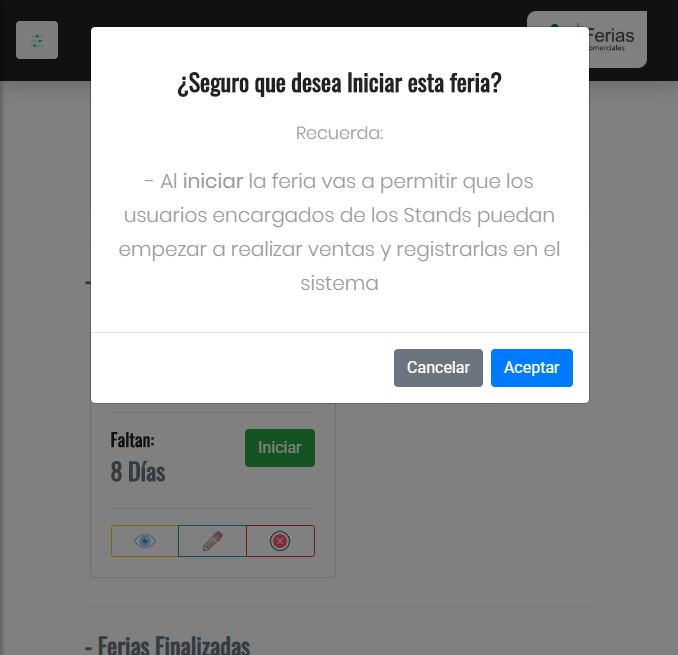 Ferias
omerciales
¿Seguro que desea Iniciar esta feria?
Recuerda:
- Al iniciar la feria vas a permitir que los
usuarios encargados de los Stands puedan
empezar a realizar ventas y registrarlas en el
sistema
Cancelar
Aceptar
Faltan:
Iniciar
8 Días
- Ferias Finalizadas